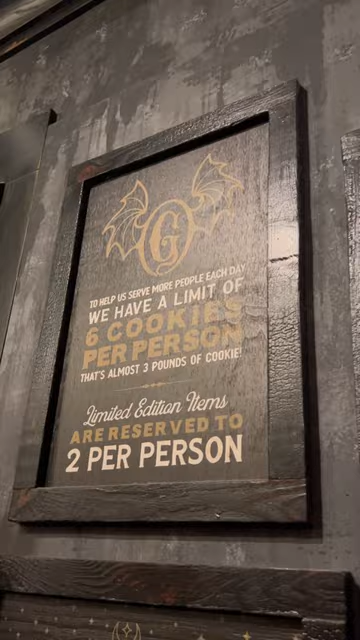 G
TO HELP US SERVE MORE PEOPLE EACH DAY
WE HAVE A LIMIT OF
6 COOKIES
PER PERSON
THAT'S ALMOST 3 POUNDS OF COOKIE!
Limited Edition Items
ARE RESERVED TO
2 PER PERSON